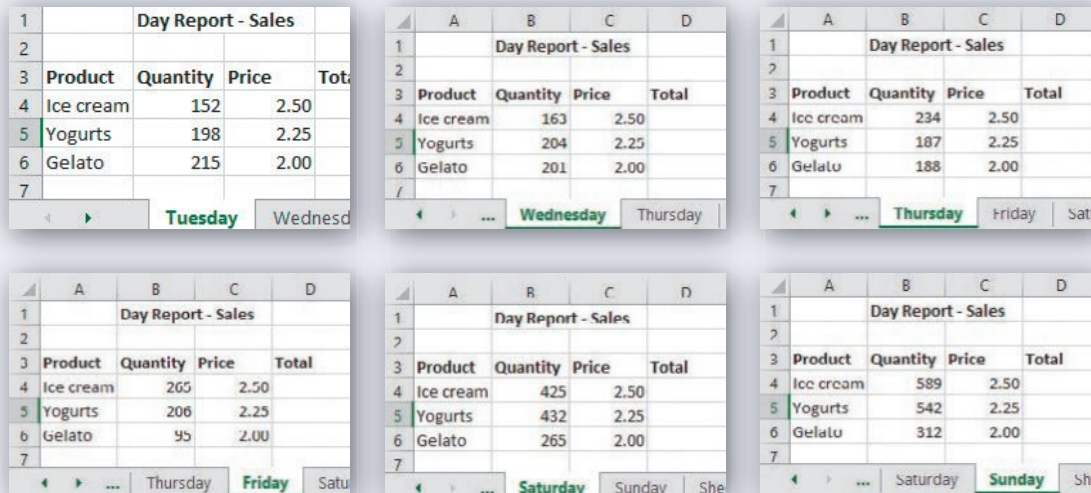 1 Day Report - Sales
2
3 Product Quantity Price Tota
4 Ice cream 152 2.50
5 Yogurts 198 2.25
6 Gelato 215 2.00
7
Tuesday Wednesd
A B C D
1 Day Report - Sales
2
3 Product Quantity Price Total
4 Ice cream 163 2.50
5 Yogurts 204 2.25
6 Gelato 201 2.00
7
... Wednesday Thursday
A B C D
1 Day Report - Sales
2
3 Product Quantity Price Total
4 Ice cream 234 2.50
5 Yogurts 187 2.25
6 Gelato 188 2.00
7
... Thursday Friday Sat
A B C D
1 Day Report - Sales
2
3 Product Quantity Price Total
4 Ice cream 265 2.50
5 Yogurts 206 2.25
6 Gelato 95 2.00
7
... Thursday Friday Satu
A B C D
1 Day Report - Sales
2
3 Product Quantity Price Total
4 Ice cream 425 2.50
5 Yogurts 432 2.25
6 Gelato 265 2.00
7
... Saturday Sunday She
A B C D
1 Day Report - Sales
2
3 Product Quantity Price Total
4 Ice cream 589 2.50
5 Yogurts 542 2.25
6 Gelato 312 2.00
7
... Saturday Sunday Sh